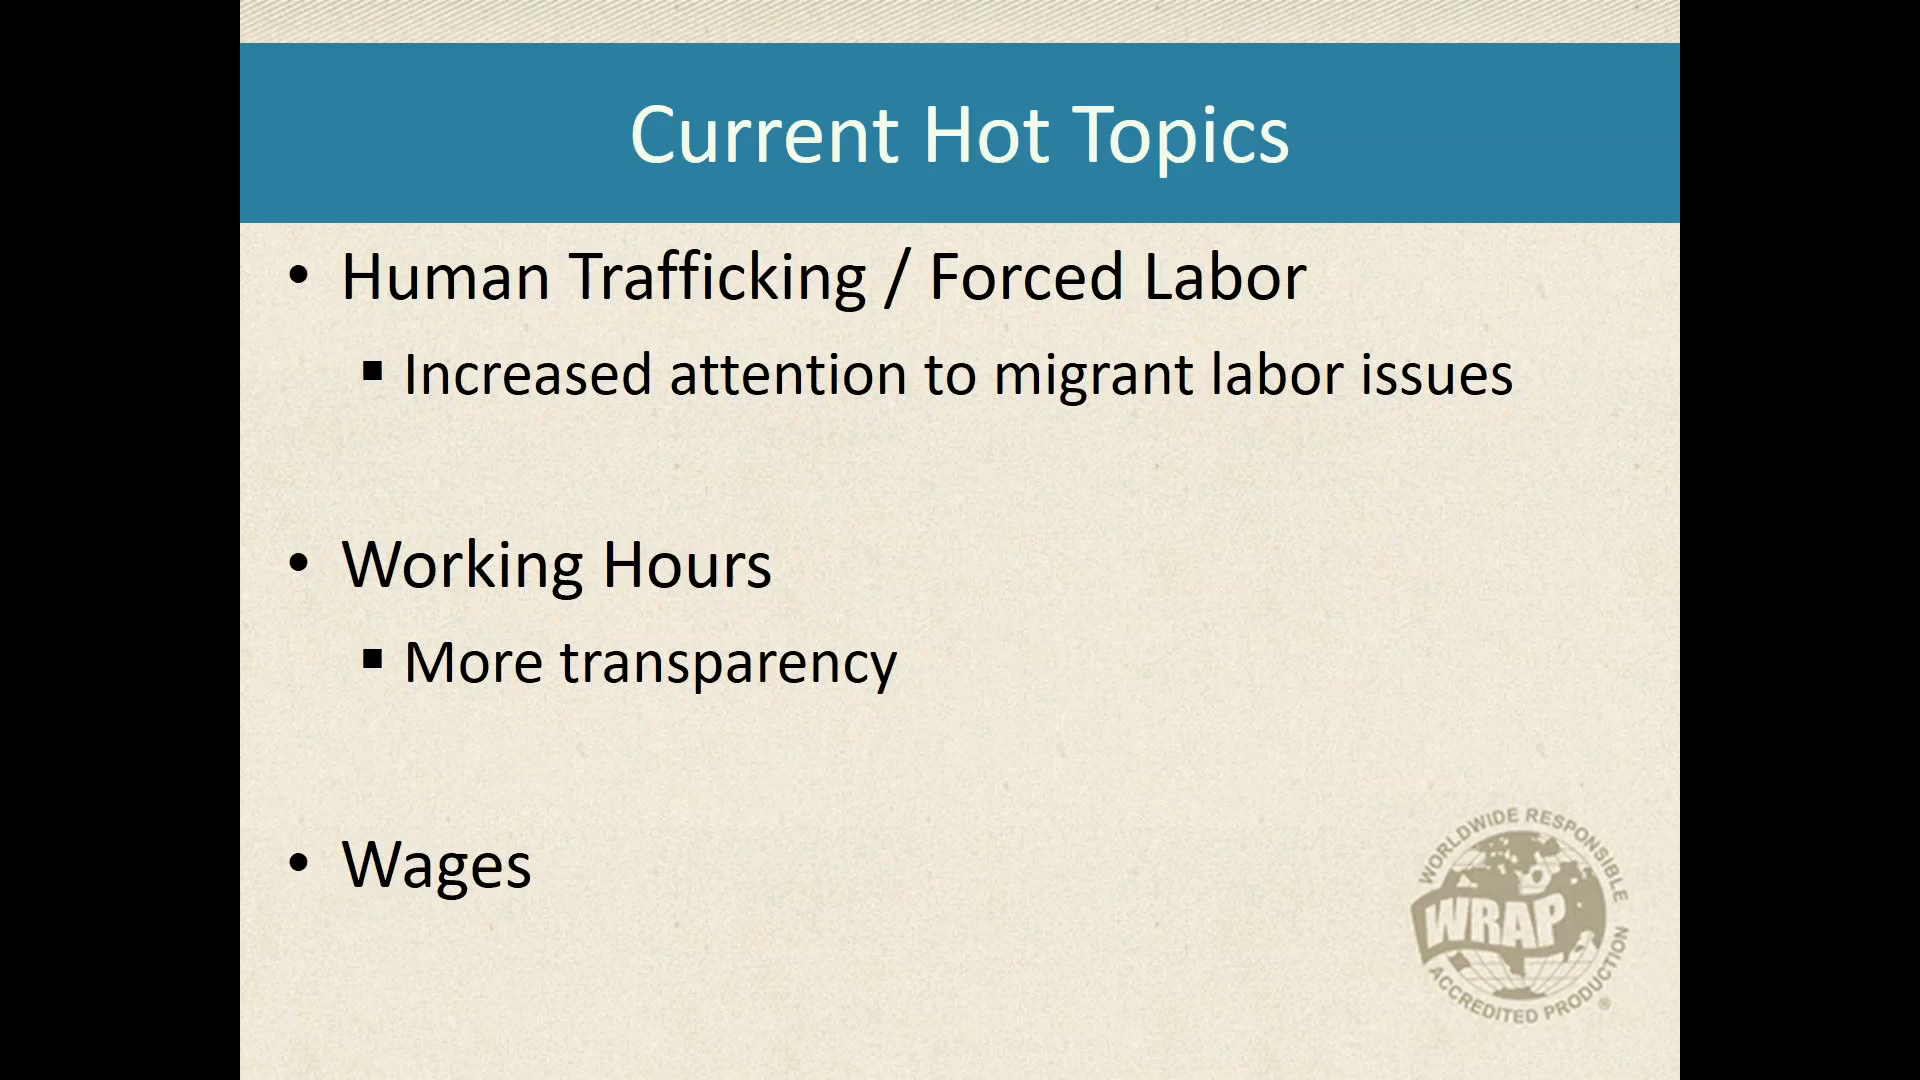 Current Hot Topics
• Human Trafficking / Forced Labor
▪ Increased attention to migrant labor issues
• Working Hours
▪ More transparency
• Wages
WORLDWIDE RESPONSIBLE
WRAP
ACCREDITED PRODUCTION
®